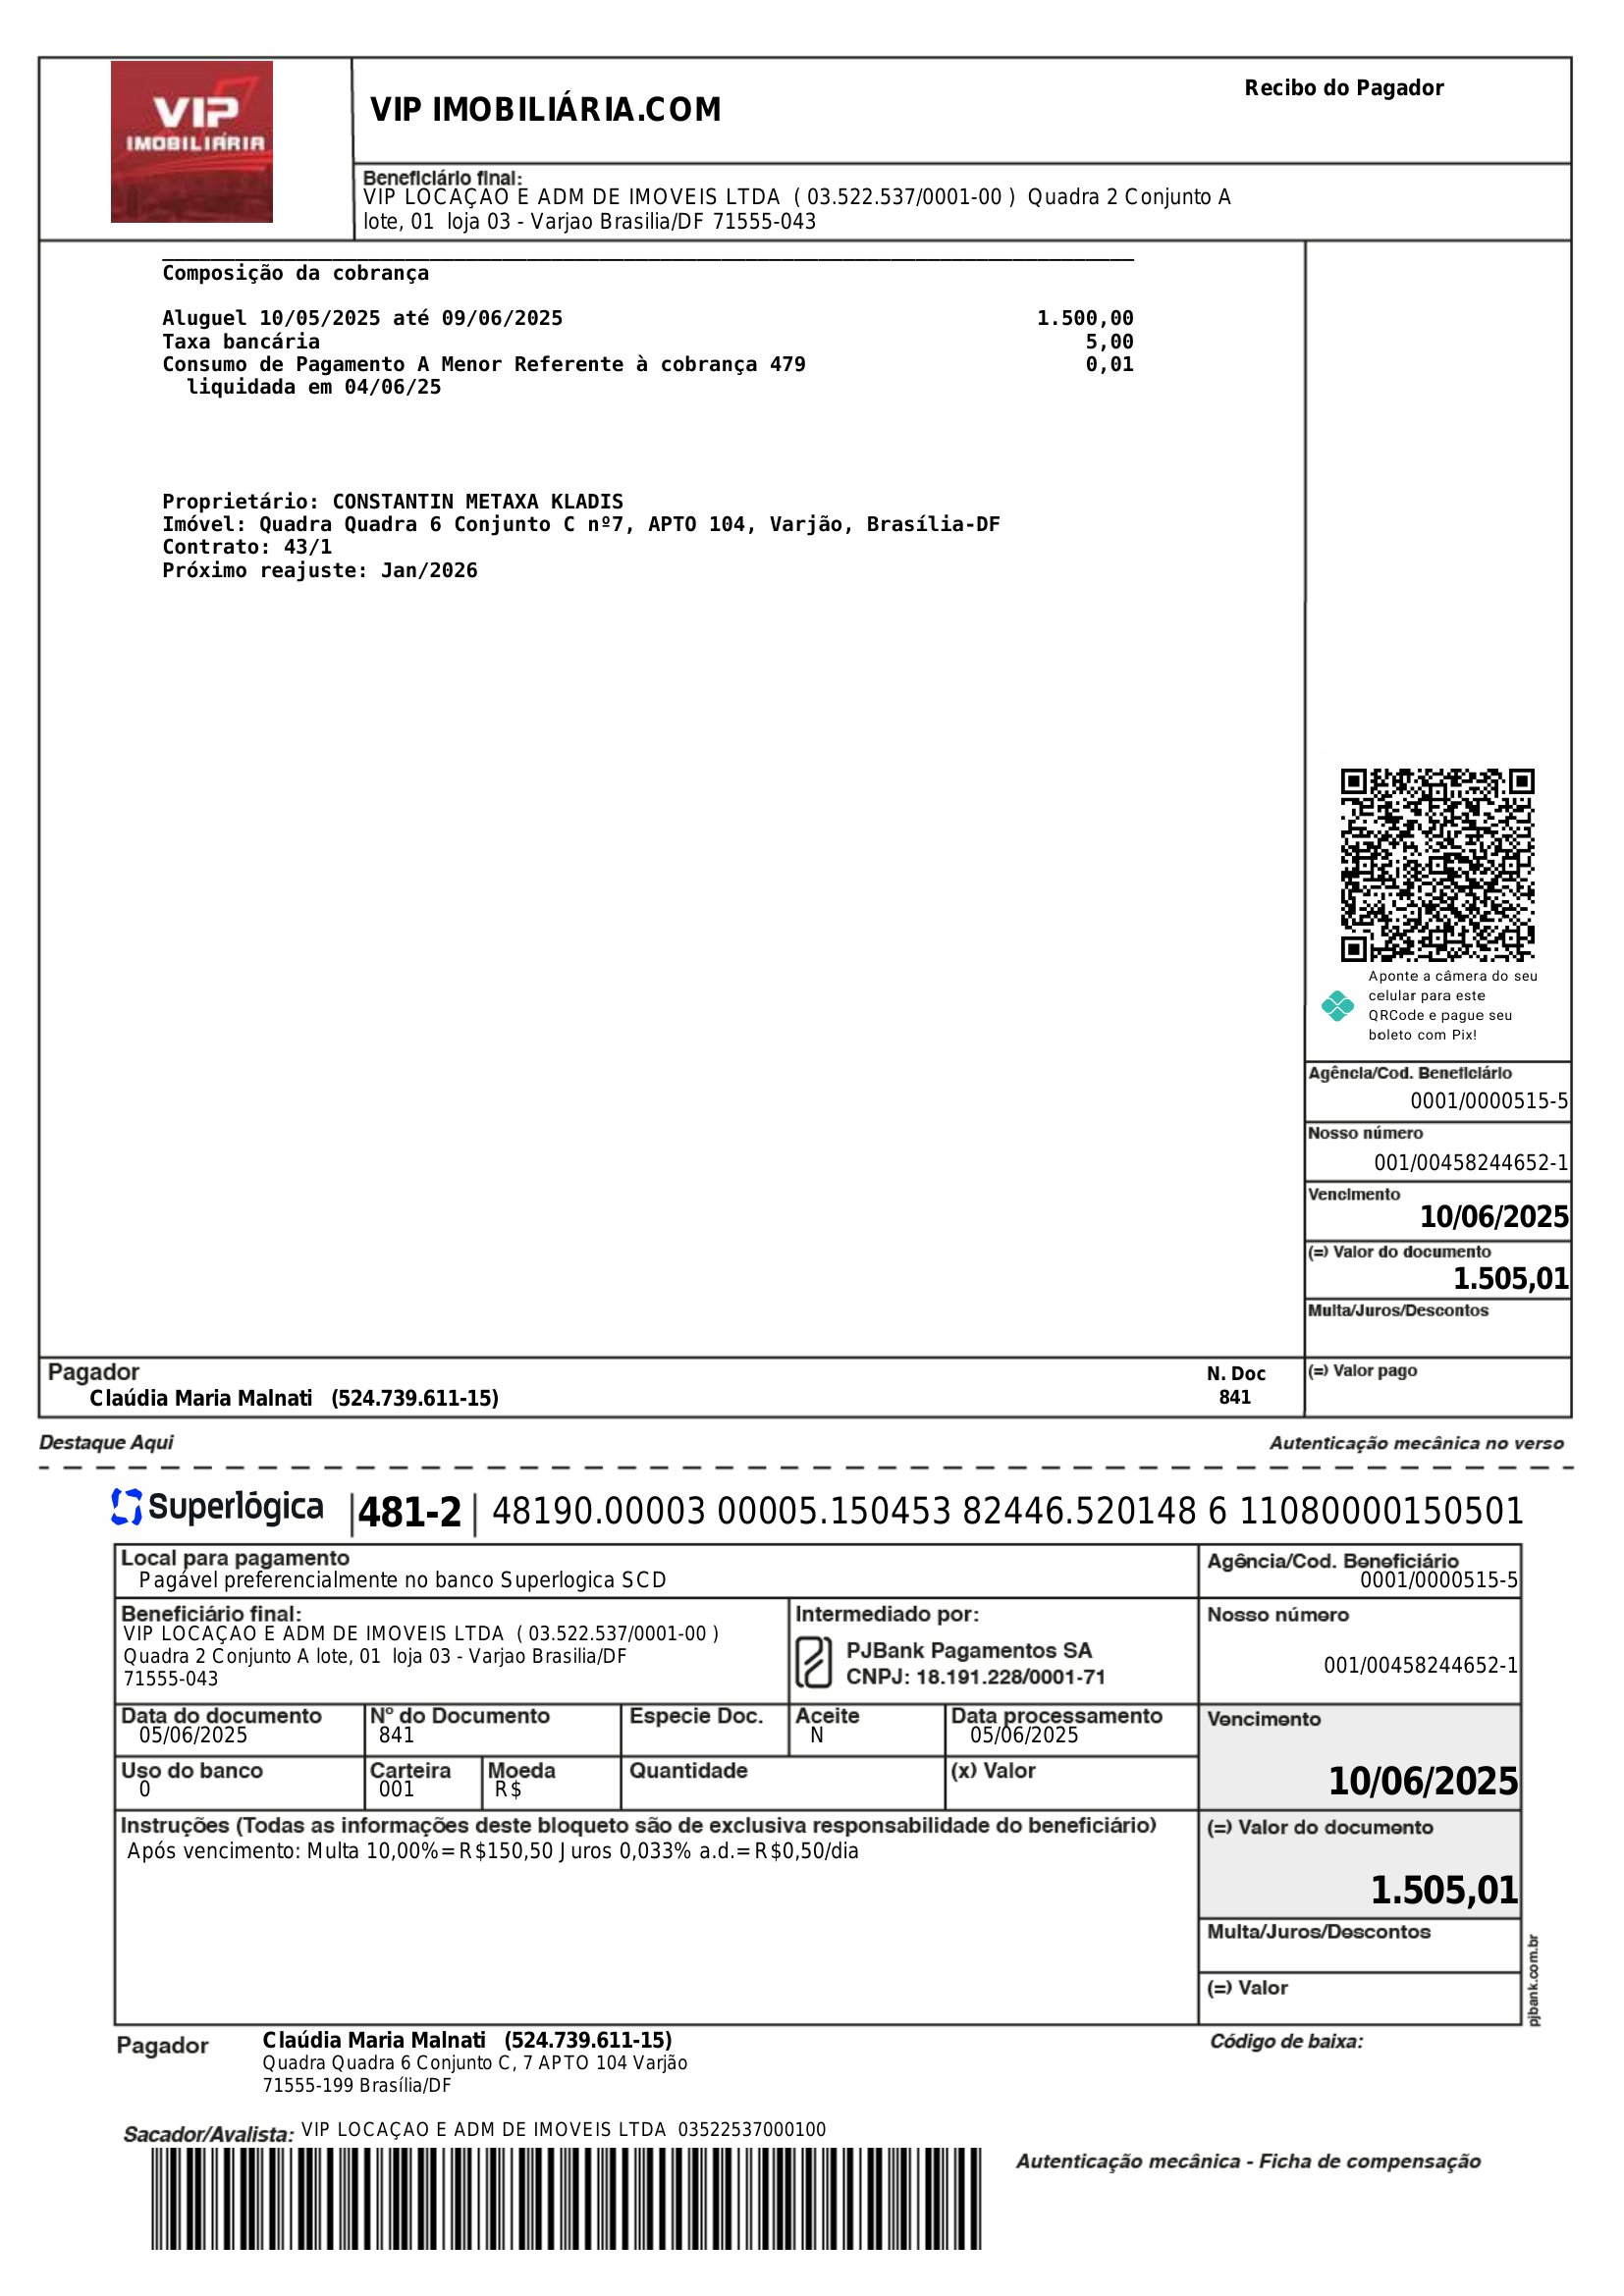 VIP
IMOBILIÁRIA
VIP IMOBILIÁRIA.COM
Recibo do Pagador
Beneficiário final:
VIP LOCAÇAO E ADM DE IMOVEIS LTDA ( 03.522.537/0001-00 ) Quadra 2 Conjunto A
lote, 01 loja 03 - Varjao Brasilia/DF 71555-043
Composição da cobrança
Aluguel 10/05/2025 até 09/06/2025 1.500,00
Taxa bancária 5,00
Consumo de Pagamento A Menor Referente à cobrança 479 0,01
liquidada em 04/06/25
Proprietário: CONSTANTIN METAXA KLADIS
Imóvel: Quadra Quadra 6 Conjunto C nº7, APTO 104, Varjão, Brasília-DF
Contrato: 43/1
Próximo reajuste: Jan/2026
Aponte a câmera do seu
celular para este
QRCode e pague seu
boleto com Pix!
Agência/Cod. Beneficiário
0001/0000515-5
Nosso número
001/00458244652-1
Vencimento
10/06/2025
(=) Valor do documento
1.505,01
Multa/Juros/Descontos
Pagador
Claúdia Maria Malnati (524.739.611-15)
N. Doc
841
(=) Valor pago
Destaque Aqui
Autenticação mecânica no verso
Superlógica |481-2| 48190.00003 00005.150453 82446.520148 6 11080000150501
Local para pagamento
Pagável preferencialmente no banco Superlogica SCD
Agência/Cod. Beneficiário
0001/0000515-5
Beneficiário final:
VIP LOCAÇAO E ADM DE IMOVEIS LTDA ( 03.522.537/0001-00 )
Quadra 2 Conjunto A lote, 01 loja 03 - Varjao Brasilia/DF
71555-043
Intermediado por:
PJBank Pagamentos SA
CNPJ: 18.191.228/0001-71
Nosso número
001/00458244652-1
Data do documento
05/06/2025
Nº do Documento
841
Especie Doc.
Aceite
N
Data processamento
05/06/2025
Vencimento
10/06/2025
Uso do banco
0
Carteira
001
Moeda
R$
Quantidade
(x) Valor
Instruções (Todas as informações deste bloqueto são de exclusiva responsabilidade do beneficiário)
Após vencimento: Multa 10,00%=R$150,50 Juros 0,033% a.d.=R$0,50/dia
(=) Valor do documento
1.505,01
Multa/Juros/Descontos
(=) Valor
pjbank.com.br
Pagador
Claúdia Maria Malnati (524.739.611-15)
Quadra Quadra 6 Conjunto C, 7 APTO 104 Varjão
71555-199 Brasília/DF
Código de baixa:
Sacador/Avalista: VIP LOCAÇAO E ADM DE IMOVEIS LTDA 03522537000100
Autenticação mecânica - Ficha de compensação